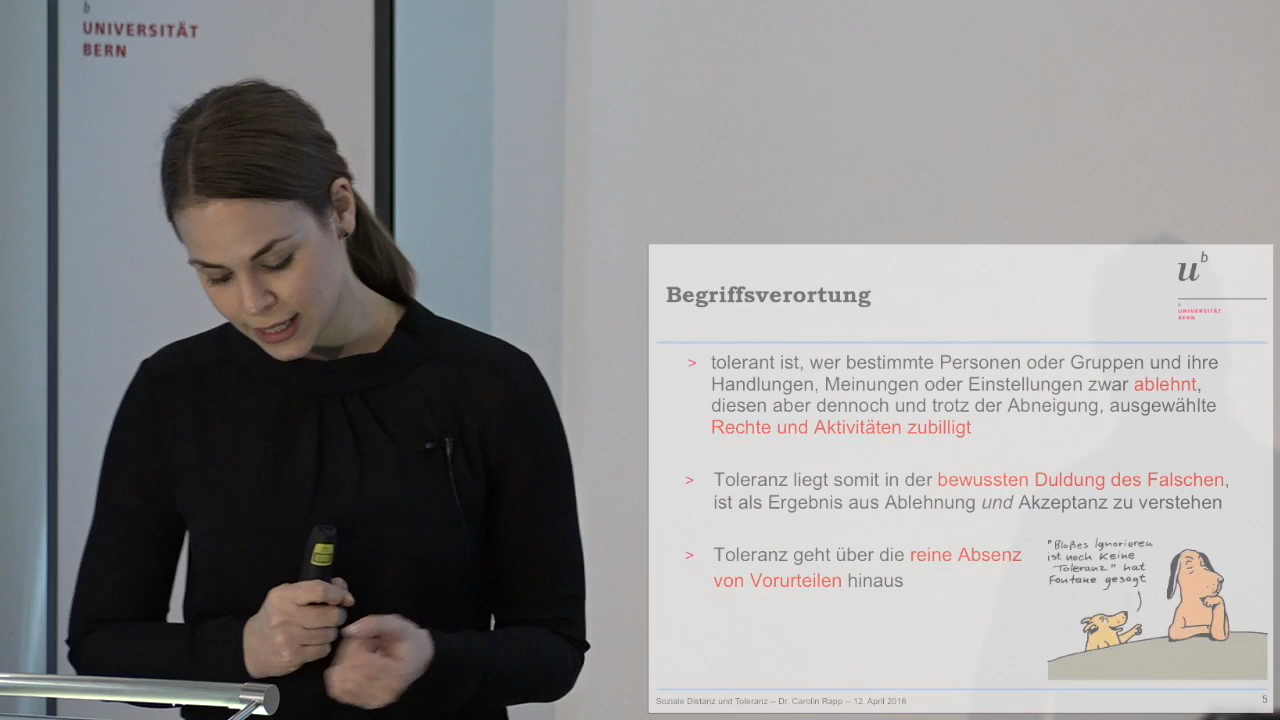 b
UNIVERSITÄT
BERN
u b
b
UNIVERSITÄT
BERN
Begriffsverortung
> tolerant ist, wer bestimmte Personen oder Gruppen und ihre
Handlungen, Meinungen oder Einstellungen zwar ablehnt,
diesen aber dennoch und trotz der Abneigung, ausgewählte
Rechte und Aktivitäten zubilligt
> Toleranz liegt somit in der bewussten Duldung des Falschen,
ist als Ergebnis aus Ablehnung und Akzeptanz zu verstehen
> Toleranz geht über die reine Absenz
von Vorurteilen hinaus
"Bloßes Ignorieren
ist noch keine
Toleranz" hat
Fontane gesagt
Soziale Distanz und Toleranz – Dr. Carolin Rapp – 12. April 2016
5